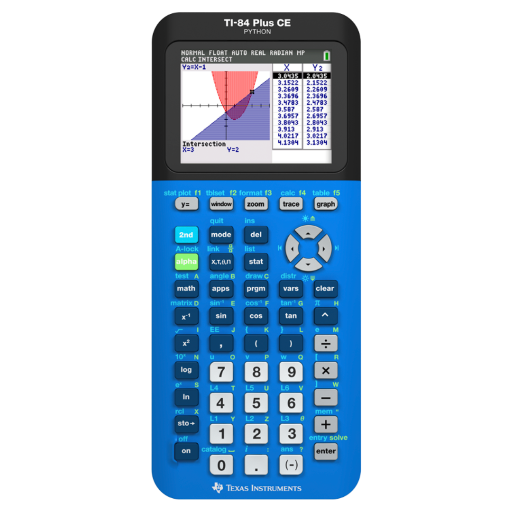 TI-84 Plus CE
PYTHON
NORMAL FLOAT AUTO REAL RADIAN MP
CALC INTERSECT
Y2=X-1
X Y2
3.0435 2.0435
3.1522 2.1522
3.2609 2.2609
3.3696 2.3696
3.4783 2.4783
3.587 2.587
3.6957 2.6957
3.8043 2.8043
3.913 2.913
4.0217 3.0217
4.1304 3.1304
Intersection
X=3 Y=2
stat plot f1 tblset f2 format f3 calc f4 table f5
y= window zoom trace graph
quit ins
2nd mode del
A-lock link list
alpha X,T,θ,n stat
test A angle B draw C distr
math apps prgm vars clear
matrix D sin⁻¹ E cos⁻¹ F tan⁻¹ G π H
x⁻¹ sin cos tan ^
√ I EE J { K } L e M
x² , ( ) ÷
10ˣ N u O v P w Q [ R
log 7 8 9 ×
eˣ S L4 T L5 U L6 V ] W
ln 4 5 6 −
rcl X L1 Y L2 Z L3 θ mem "
sto→ 1 2 3 +
off catalog i : ans ? entry solve
on 0 . (-) enter
TEXAS INSTRUMENTS